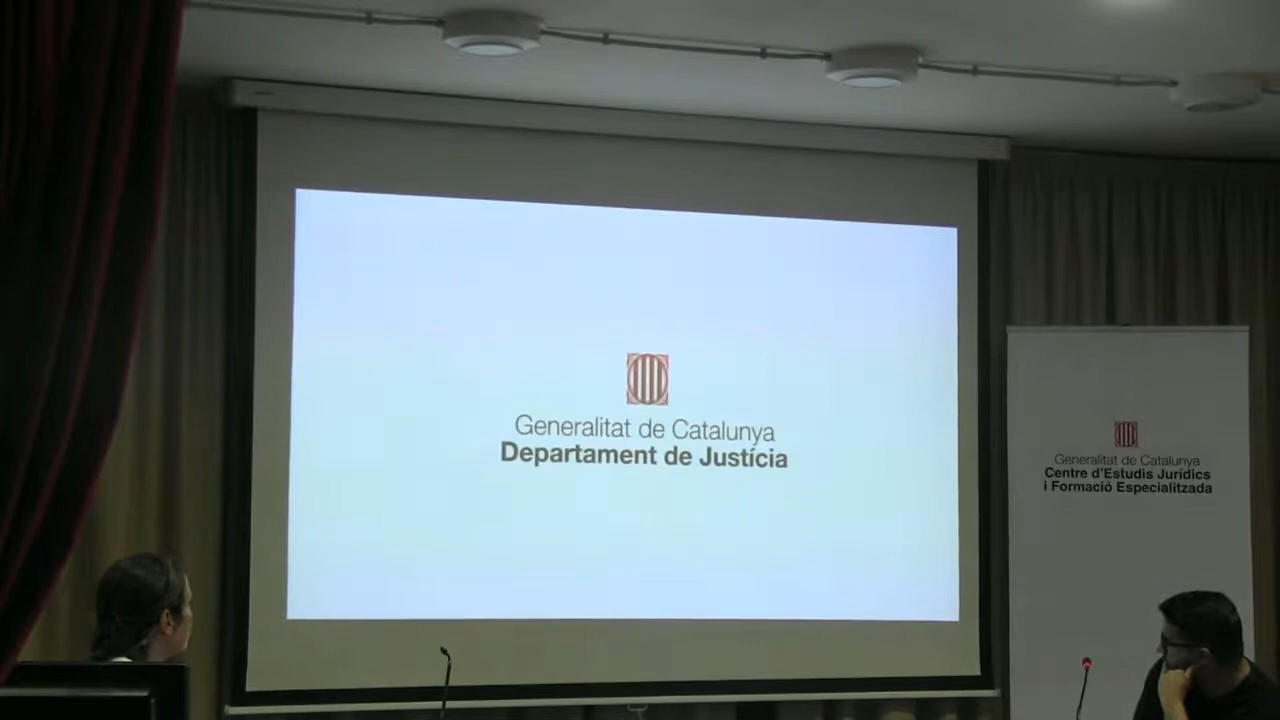 Generalitat de Catalunya
Departament de Justícia
Generalitat de Catalunya
Centre d'Estudis Jurídics
i Formació Especialitzada